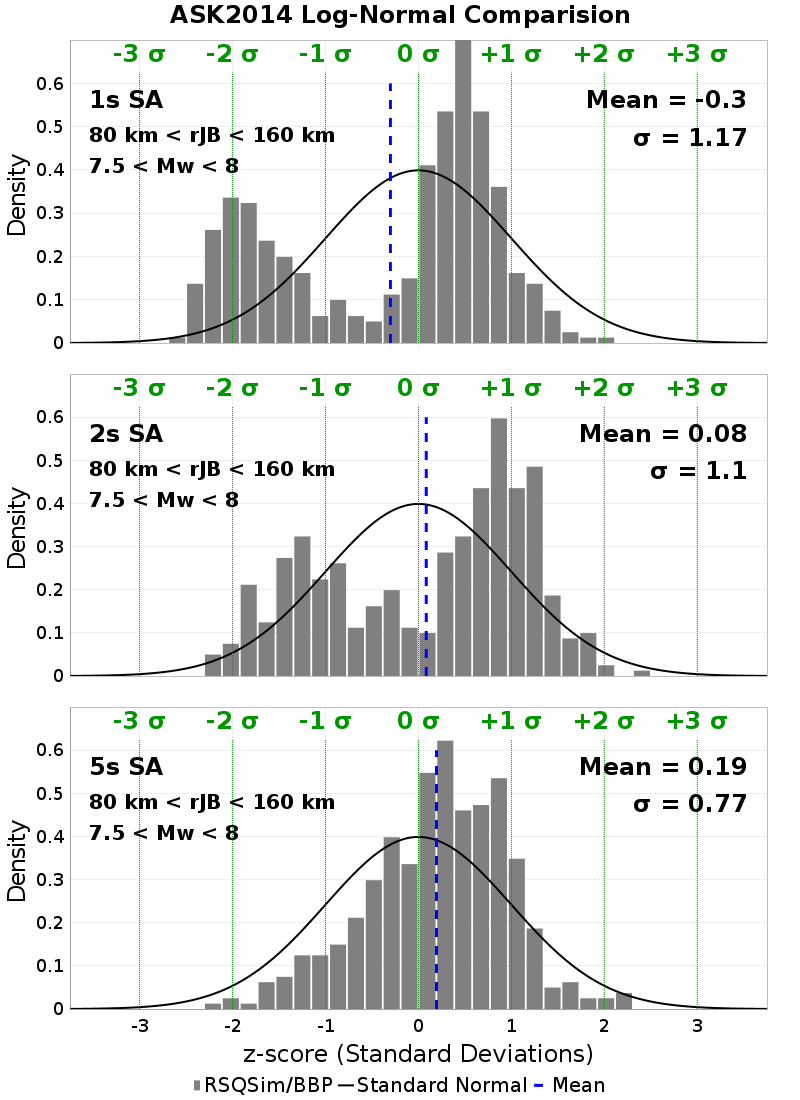 ASK2014 Log-Normal Comparision
-3 σ -2 σ -1 σ 0 σ +1 σ +2 σ +3 σ
1s SA
80 km < rJB < 160 km
7.5 < Mw < 8
Mean = -0.3
σ = 1.17
0.6
0.5
0.4
0.3
0.2
0.1
0
Density
-3 σ -2 σ -1 σ 0 σ +1 σ +2 σ +3 σ
2s SA
80 km < rJB < 160 km
7.5 < Mw < 8
Mean = 0.08
σ = 1.1
0.6
0.5
0.4
0.3
0.2
0.1
0
Density
-3 σ -2 σ -1 σ 0 σ +1 σ +2 σ +3 σ
5s SA
80 km < rJB < 160 km
7.5 < Mw < 8
Mean = 0.19
σ = 0.77
0.6
0.5
0.4
0.3
0.2
0.1
0
Density
-3 -2 -1 0 1 2 3
z-score (Standard Deviations)
RSQSim/BBP Standard Normal Mean